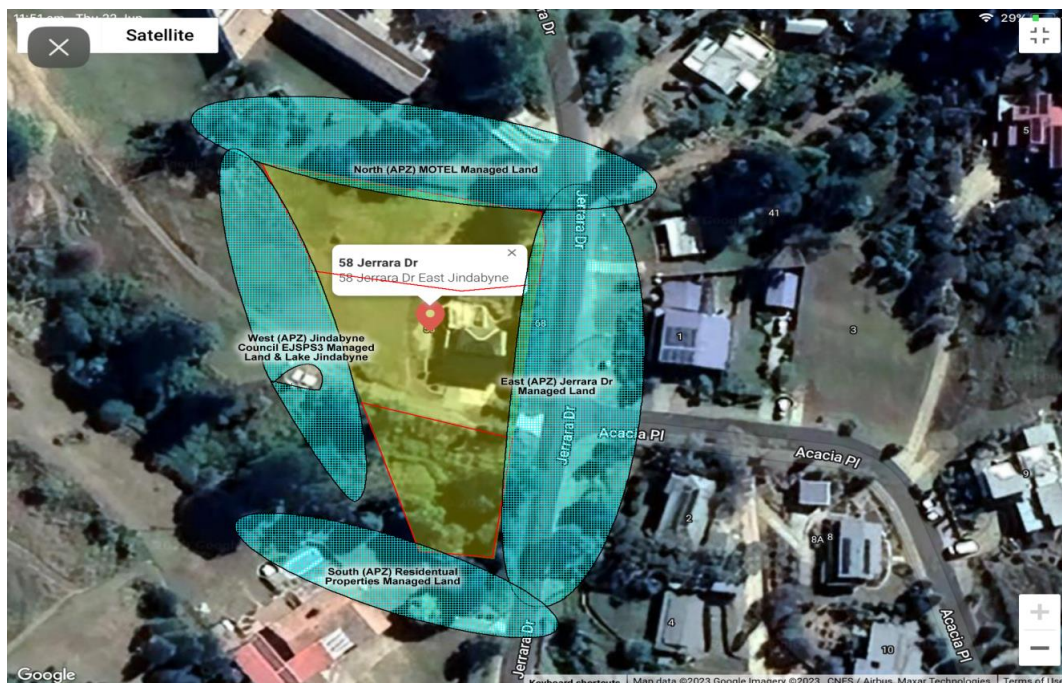 11:51 am Thu 22 Jun
29%
Satellite
Jerrara Dr
5
North (APZ) MOTEL Managed Land
41
Jerrara Dr
58 Jerrara Dr
58 Jerrara Dr East Jindabyne
68
1
3
West (APZ) Jindabyne
Council EJSPS3 Managed
Land & Lake Jindabyne
East (APZ) Jerrara Dr
Managed Land
Jerrara Dr
Acacia Pl
Acacia Pl
9
2
8A
8
South (APZ) Residentual
Properties Managed Land
4
10
Acacia Pl
Jerrara Dr
Google
Keyboard shortcuts
Map data ©2023 Google Imagery ©2023 , CNES / Airbus, Maxar Technologies
Terms of Us